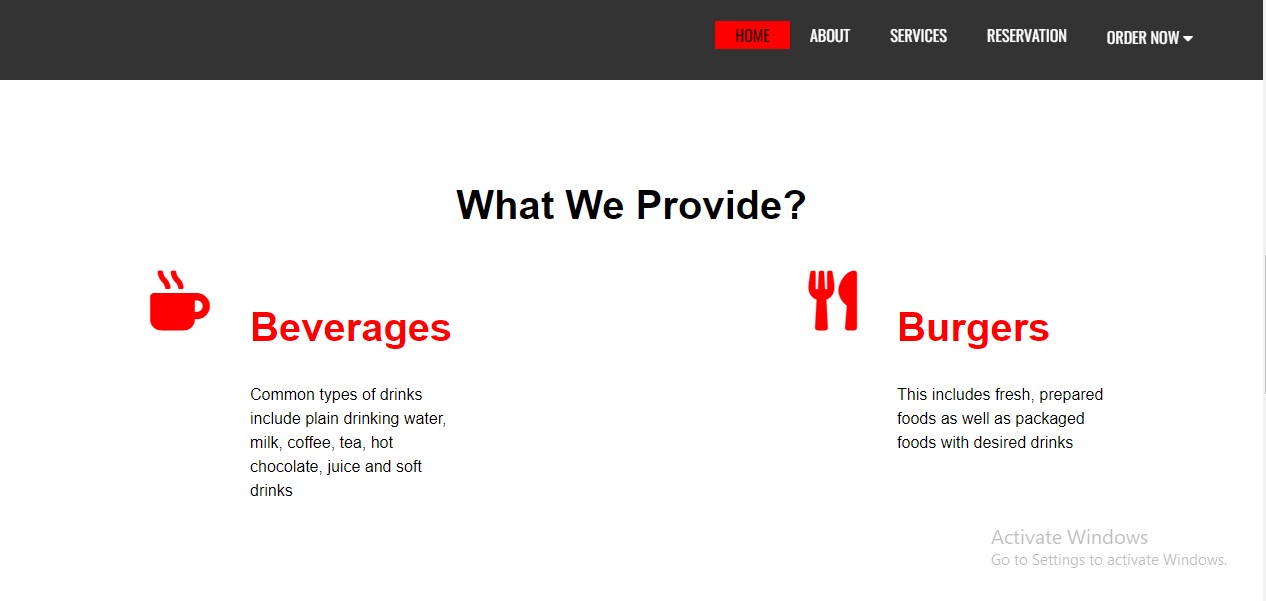 HOME ABOUT SERVICES RESERVATION ORDER NOW
What We Provide?
Beverages
Common types of drinks
include plain drinking water,
milk, coffee, tea, hot
chocolate, juice and soft
drinks
Burgers
This includes fresh, prepared
foods as well as packaged
foods with desired drinks
Activate Windows
Go to Settings to activate Windows.